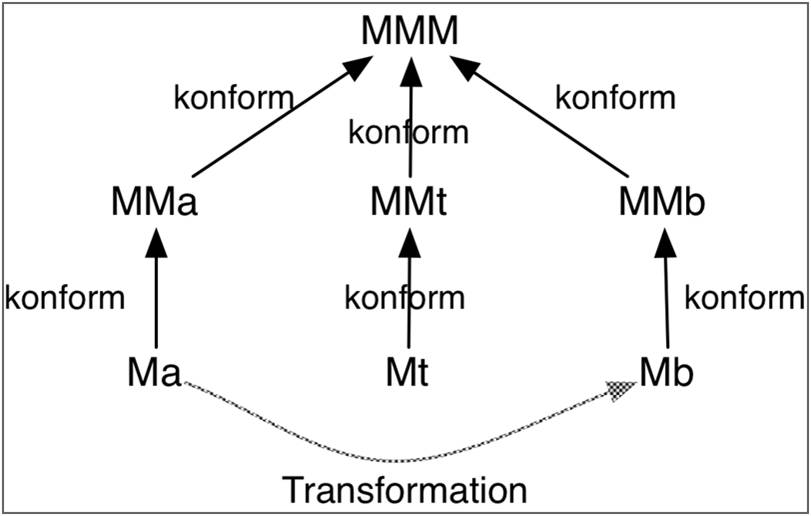 MMM
konform
konform
konform
MMa
MMt
MMb
konform
konform
konform
Ma
Mt
Mb
Transformation